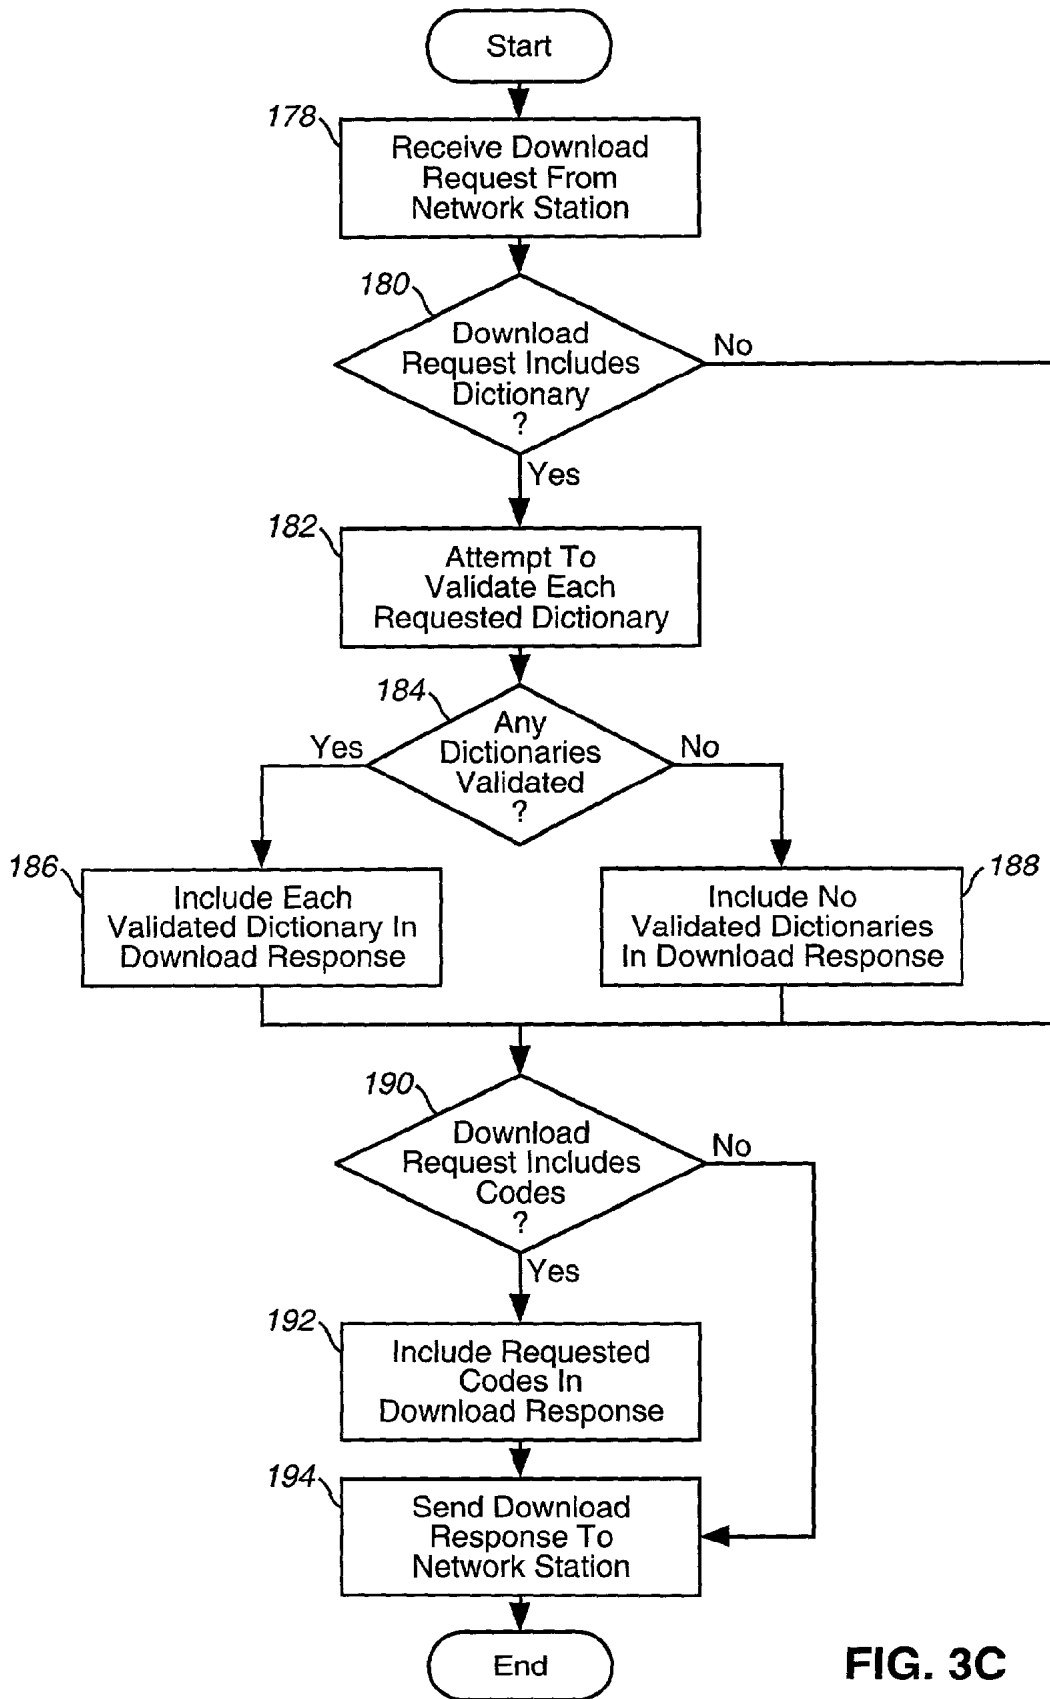 Start
178
Receive Download
Request From
Network Station
180
Download
Request Includes
Dictionary
?
No
Yes
182
Attempt To
Validate Each
Requested Dictionary
184
Any
Dictionaries
Validated
?
Yes
No
186
Include Each
Validated Dictionary In
Download Response
188
Include No
Validated Dictionaries
In Download Response
190
Download
Request Includes
Codes
?
No
Yes
192
Include Requested
Codes In
Download Response
194
Send Download
Response To
Network Station
End
FIG. 3C